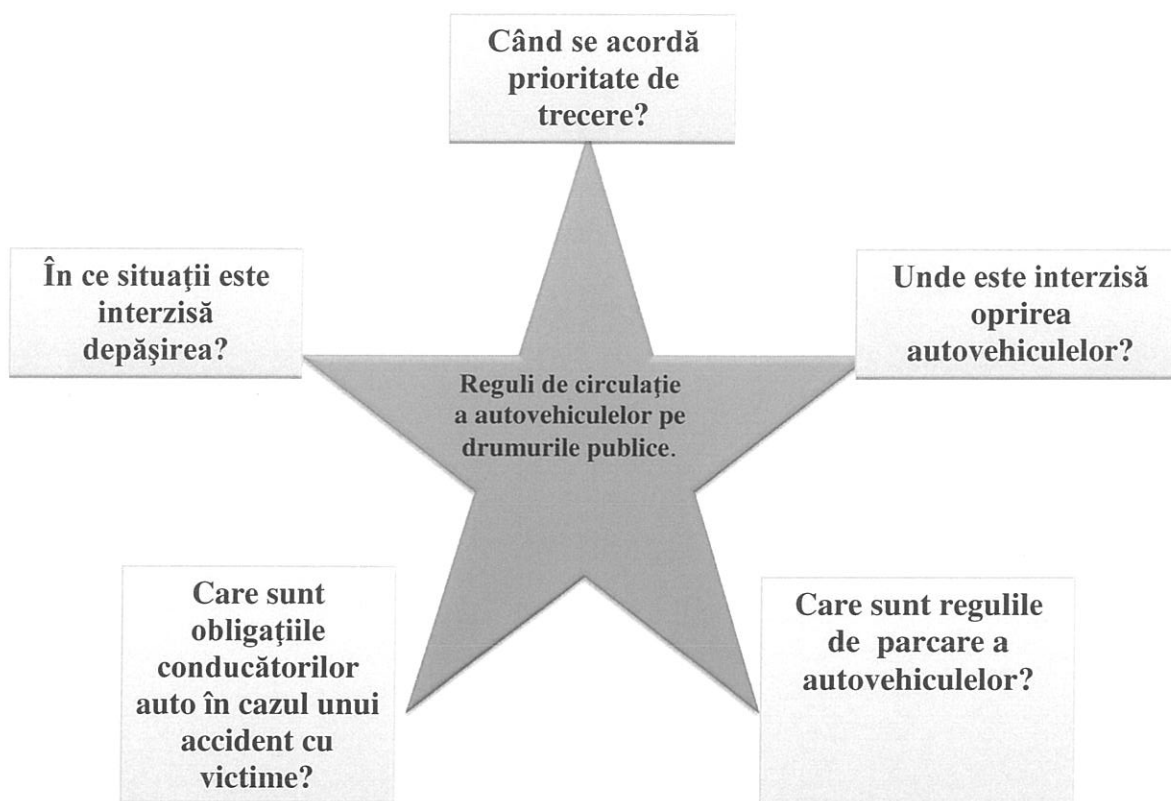 Când se acordă
prioritate de
trecere?
În ce situaţii este
interzisă
depăşirea?
Unde este interzisă
oprirea
autovehiculelor?
Reguli de circulaţie
a autovehiculelor pe
drumurile publice.
Care sunt
obligaţiile
conducătorilor
auto în cazul unui
accident cu
victime?
Care sunt regulile
de parcare a
autovehiculelor?